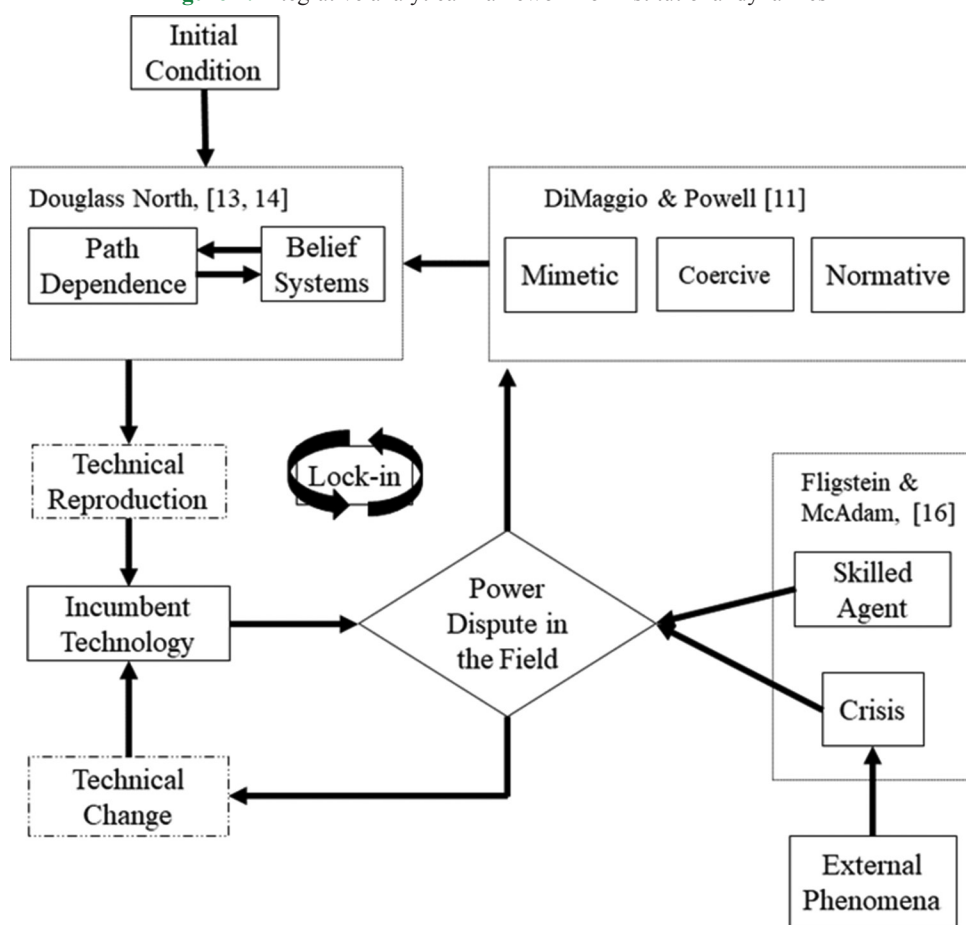 Initial
Condition
Douglass North, [13, 14]
Path
Dependence
Belief
Systems
DiMaggio & Powell [11]
Mimetic
Coercive
Normative
Technical
Reproduction
Lock-in
Fligstein &
McAdam, [16]
Skilled
Agent
Incumbent
Technology
Power
Dispute in
the Field
Crisis
Technical
Change
External
Phenomena